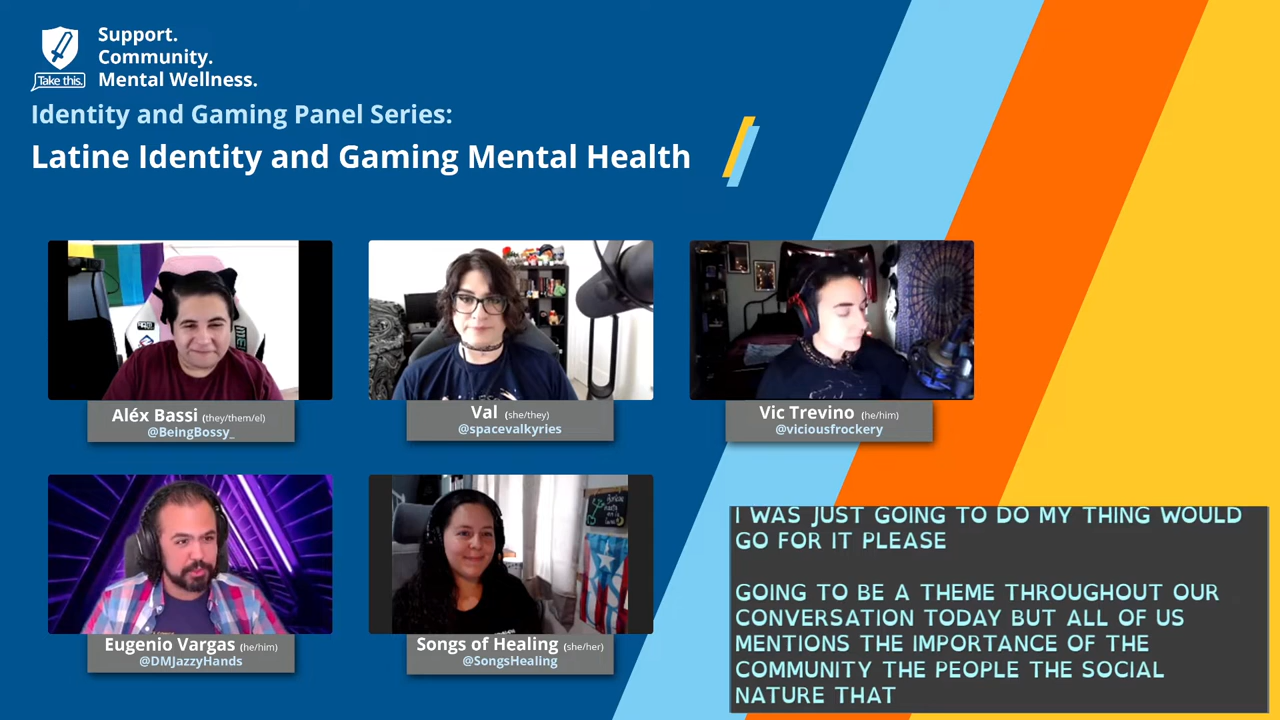 Support.
Community.
Mental Wellness.
Take this.
Identity and Gaming Panel Series:
Latine Identity and Gaming Mental Health
Aléx Bassi (they/them/el)
@BeingBossy_
Val (she/they)
@spacevalkyries
Vic Trevino (he/him)
@viciousfrockery
Eugenio Vargas (he/him)
@DMJazzyHands
Songs of Healing (she/her)
@SongsHealing
I WAS JUST GOING TO DO MY THING WOULD
GO FOR IT PLEASE
GOING TO BE A THEME THROUGHOUT OUR
CONVERSATION TODAY BUT ALL OF US
MENTIONS THE IMPORTANCE OF THE
COMMUNITY THE PEOPLE THE SOCIAL
NATURE THAT